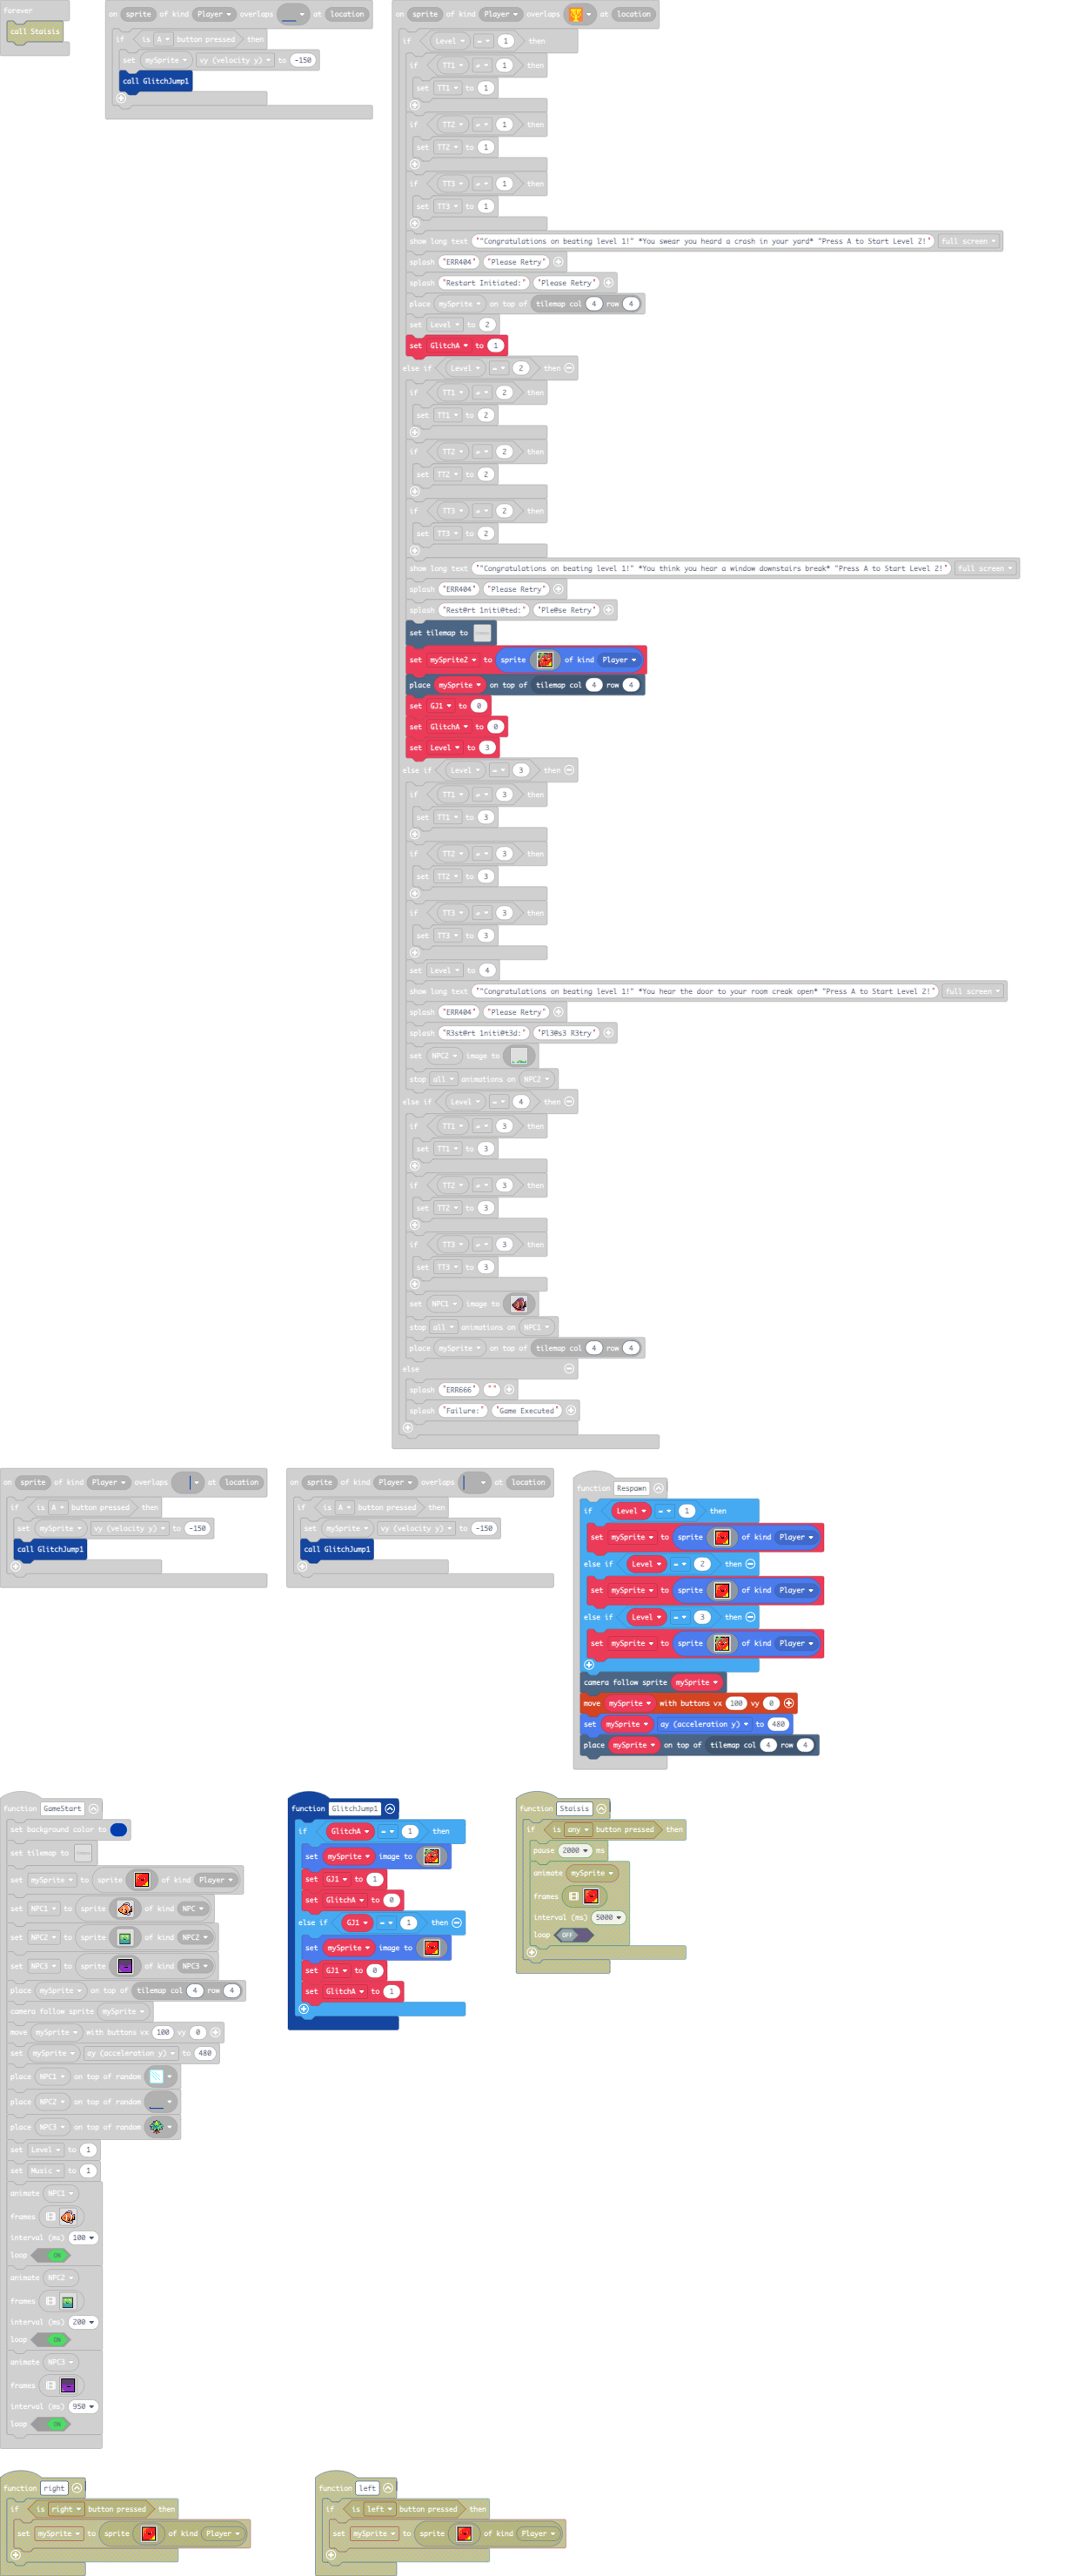 forever
call Staisis
on sprite of kind Player overlaps at location
if is A button pressed then
set mySprite vy (velocity y) to -150
call GlitchJump1
on sprite of kind Player overlaps at location
if Level = 1 then
if TT1 ≠ 1 then
set TT1 to 1
if TT2 ≠ 1 then
set TT2 to 1
if TT3 ≠ 1 then
set TT3 to 1
show long text ""Congratulations on beating level 1!" *You swear you heard a crash in your yard* "Press A to Start Level 2!" full screen
splash "ERR404" "Please Retry"
splash "Restart Initiated:" "Please Retry"
place mySprite on top of tilemap col 4 row 4
set Level to 2
set GlitchA to 1
else if Level = 2 then
if TT1 ≠ 2 then
set TT1 to 2
if TT2 ≠ 2 then
set TT2 to 2
if TT3 ≠ 2 then
set TT3 to 2
show long text ""Congratulations on beating level 1!" *You think you hear a window downstairs break* "Press A to Start Level 2!" full screen
splash "ERR404" "Please Retry"
splash "Rest@rt 1niti@ted:" "Ple@se Retry"
set tilemap to
set mySprite2 to sprite of kind Player
place mySprite on top of tilemap col 4 row 4
set GJ1 to 0
set GlitchA to 0
set Level to 3
else if Level = 3 then
if TT1 ≠ 3 then
set TT1 to 3
if TT2 ≠ 3 then
set TT2 to 3
if TT3 ≠ 3 then
set TT3 to 3
set Level to 4
show long text ""Congratulations on beating level 1!" *You hear the door to your room creak open* "Press A to Start Level 2!" full screen
splash "ERR404" "Please Retry"
splash "R3st@rt 1niti@t3d:" "Pl3@s3 R3try"
set NPC2 image to
stop all animations on NPC2
else if Level = 4 then
if TT1 ≠ 3 then
set TT1 to 3
if TT2 ≠ 3 then
set TT2 to 3
if TT3 ≠ 3 then
set TT3 to 3
set NPC1 image to
stop all animations on NPC1
place mySprite on top of tilemap col 4 row 4
else
splash "ERR666" ""
splash "Failure:" "Game Executed"
on sprite of kind Player overlaps at location
if is A button pressed then
set mySprite vy (velocity y) to -150
call GlitchJump1
on sprite of kind Player overlaps at location
if is A button pressed then
set mySprite vy (velocity y) to -150
call GlitchJump1
function Respawn
if Level = 1 then
set mySprite to sprite of kind Player
else if Level = 2 then
set mySprite to sprite of kind Player
else if Level = 3 then
set mySprite to sprite of kind Player
camera follow sprite mySprite
move mySprite with buttons vx 100 vy 0
set mySprite ay (acceleration y) to 480
place mySprite on top of tilemap col 4 row 4
function GameStart
set background color to
set tilemap to
set mySprite to sprite of kind Player
set NPC1 to sprite of kind NPC
set NPC2 to sprite of kind NPC2
set NPC3 to sprite of kind NPC3
place mySprite on top of tilemap col 4 row 4
camera follow sprite mySprite
move mySprite with buttons vx 100 vy 0
set mySprite ay (acceleration y) to 480
place NPC1 on top of random
place NPC2 on top of random
place NPC3 on top of random
set Level to 1
set Music to 1
animate NPC1
frames
interval (ms) 100
loop ON
animate NPC2
frames
interval (ms) 200
loop ON
animate NPC3
frames
interval (ms) 950
loop ON
function GlitchJump1
if GlitchA = 1 then
set mySprite image to
set GJ1 to 1
set GlitchA to 0
else if GJ1 = 1 then
set mySprite image to
set GJ1 to 0
set GlitchA to 1
function Staisis
if is any button pressed then
pause 2000 ms
animate mySprite
frames
interval (ms) 5000
loop OFF
function right
if is right button pressed then
set mySprite to sprite of kind Player
function left
if is left button pressed then
set mySprite to sprite of kind Player